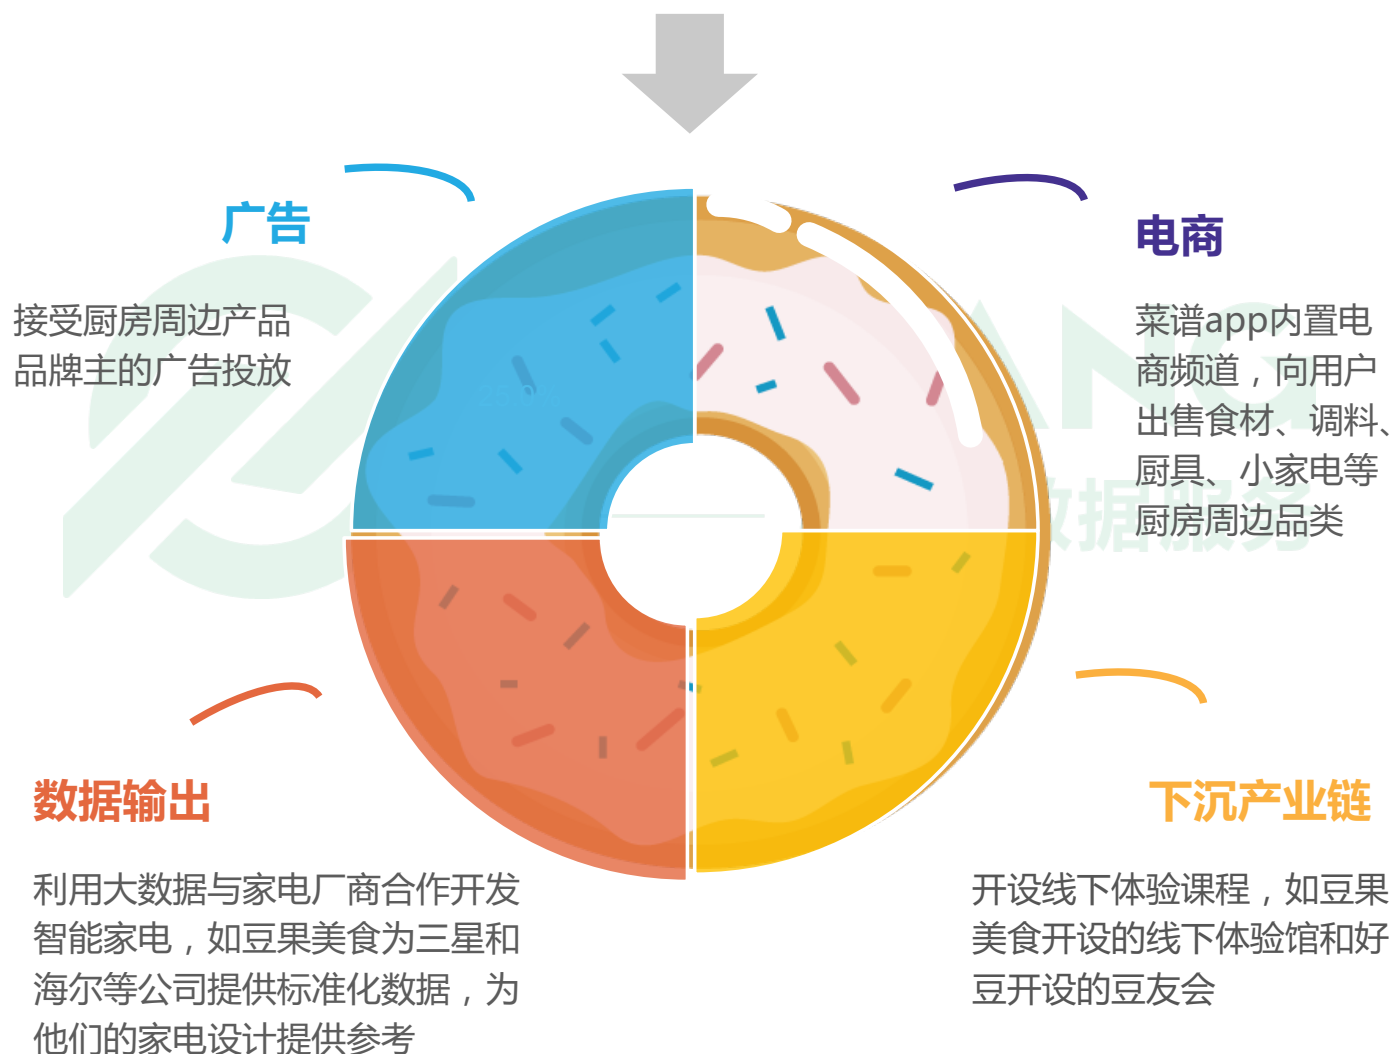 广告
接受厨房周边产品
品牌主的广告投放
电商
菜谱app内置电
商频道，向用户
出售食材、调料、
厨具、小家电等
厨房周边品类
数据服务
数据输出
利用大数据与家电厂商合作开发
智能家电，如豆果美食为三星和
海尔等公司提供标准化数据，为
他们的家电设计提供参考
下沉产业链
开设线下体验课程，如豆果
美食开设的线下体验馆和好
豆开设的豆友会